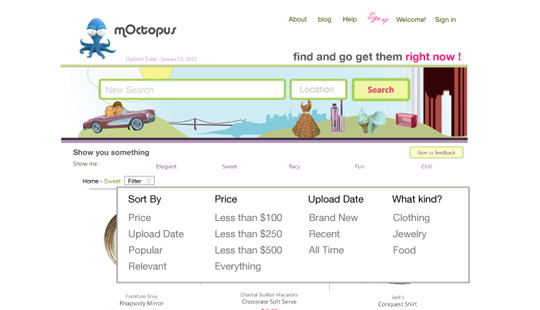 mOctopus
About blog Help Sign up Welcome! Sign in
Updated Today - January 15, 2013
find and go get them right now !
New Search Location Search
Show you something Give us feedback
Show me : Elegant Sweet Racy Fun Chill
Home - Sweet Filter
Sort By Price Upload Date What kind?
Price Less than $100 Brand New Clothing
Upload Date Less than $250 Recent Jewelry
Popular Less than $500 All Time Food
Relevant Everything
Furniture Envy Chantal Guillon Macarons Jack's
Rhapsody Mirror Chocolate Soft Serve Conquest Shirt